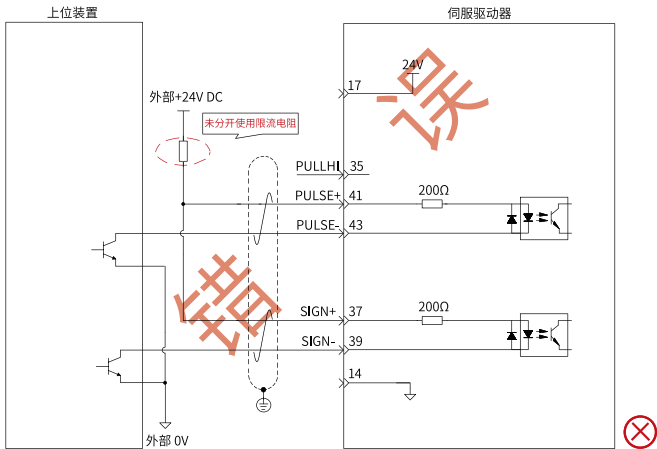 上位装置
伺服驱动器
24V
17
外部+24V DC
未分开使用限流电阻
PULLHI 35
PULSE+ 41
200Ω
PULSE- 43
SIGN+ 37
200Ω
SIGN- 39
14
外部 0V
错误